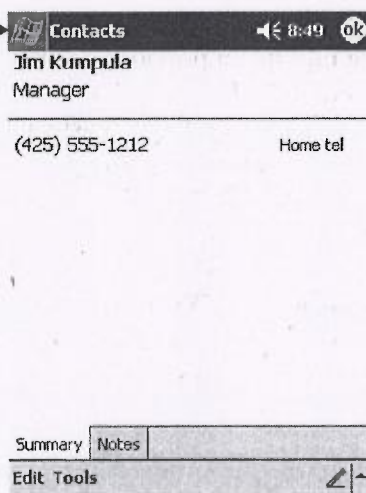 Contacts 8:49 ok
Jim Kumpula
Manager
(425) 555-1212 Home tel
Summary Notes
Edit Tools